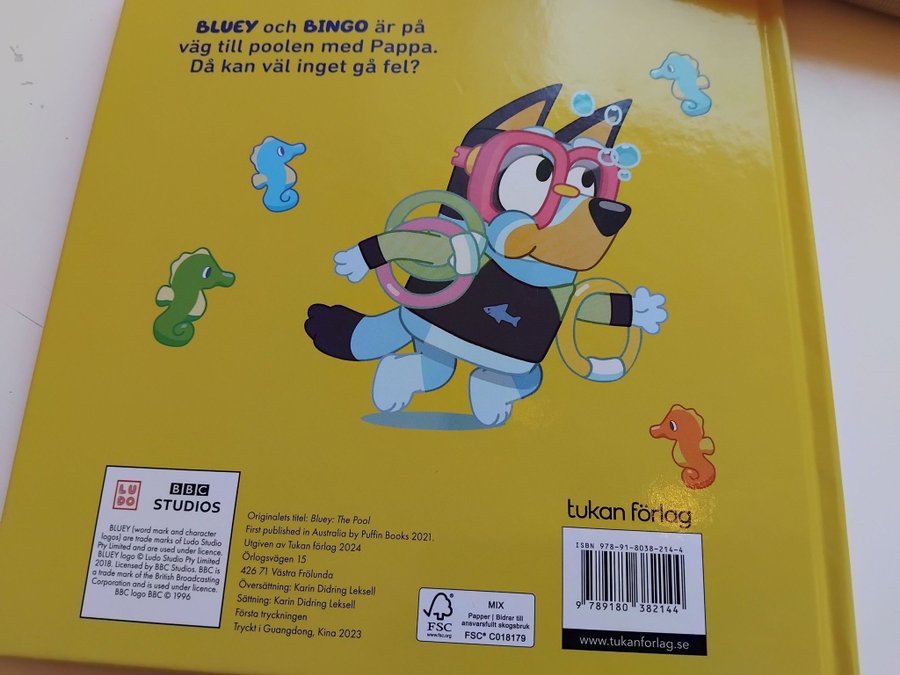 BLUEY och BINGO är på
väg till poolen med Pappa.
Då kan väl inget gå fel?
LU
DO
BBC
STUDIOS
BLUEY (word mark and character
logos) are trade marks of Ludo Studio
Pty Limited and are used under licence.
BLUEY logo © Ludo Studio Pty Limited
2018. Licensed by BBC Studios. BBC is
a trade mark of the British Broadcasting
Corporation and is used under licence.
BBC logo BBC © 1996
Originalets titel: Bluey: The Pool
First published in Australia by Puffin Books 2021.
Utgiven av Tukan förlag 2024
Örlogsvägen 15
426 71 Västra Frölunda
Översättning: Karin Didring Leksell
Sättning: Karin Didring Leksell
Första tryckningen
Tryckt i Guangdong, Kina 2023
FSC
www.fsc.org
MIX
Papper | Bidrar till
ansvarsfullt skogsbruk
FSC® C018179
tukan förlag
ISBN 978-91-8038-214-4
9 789180 382144
www.tukanforlag.se